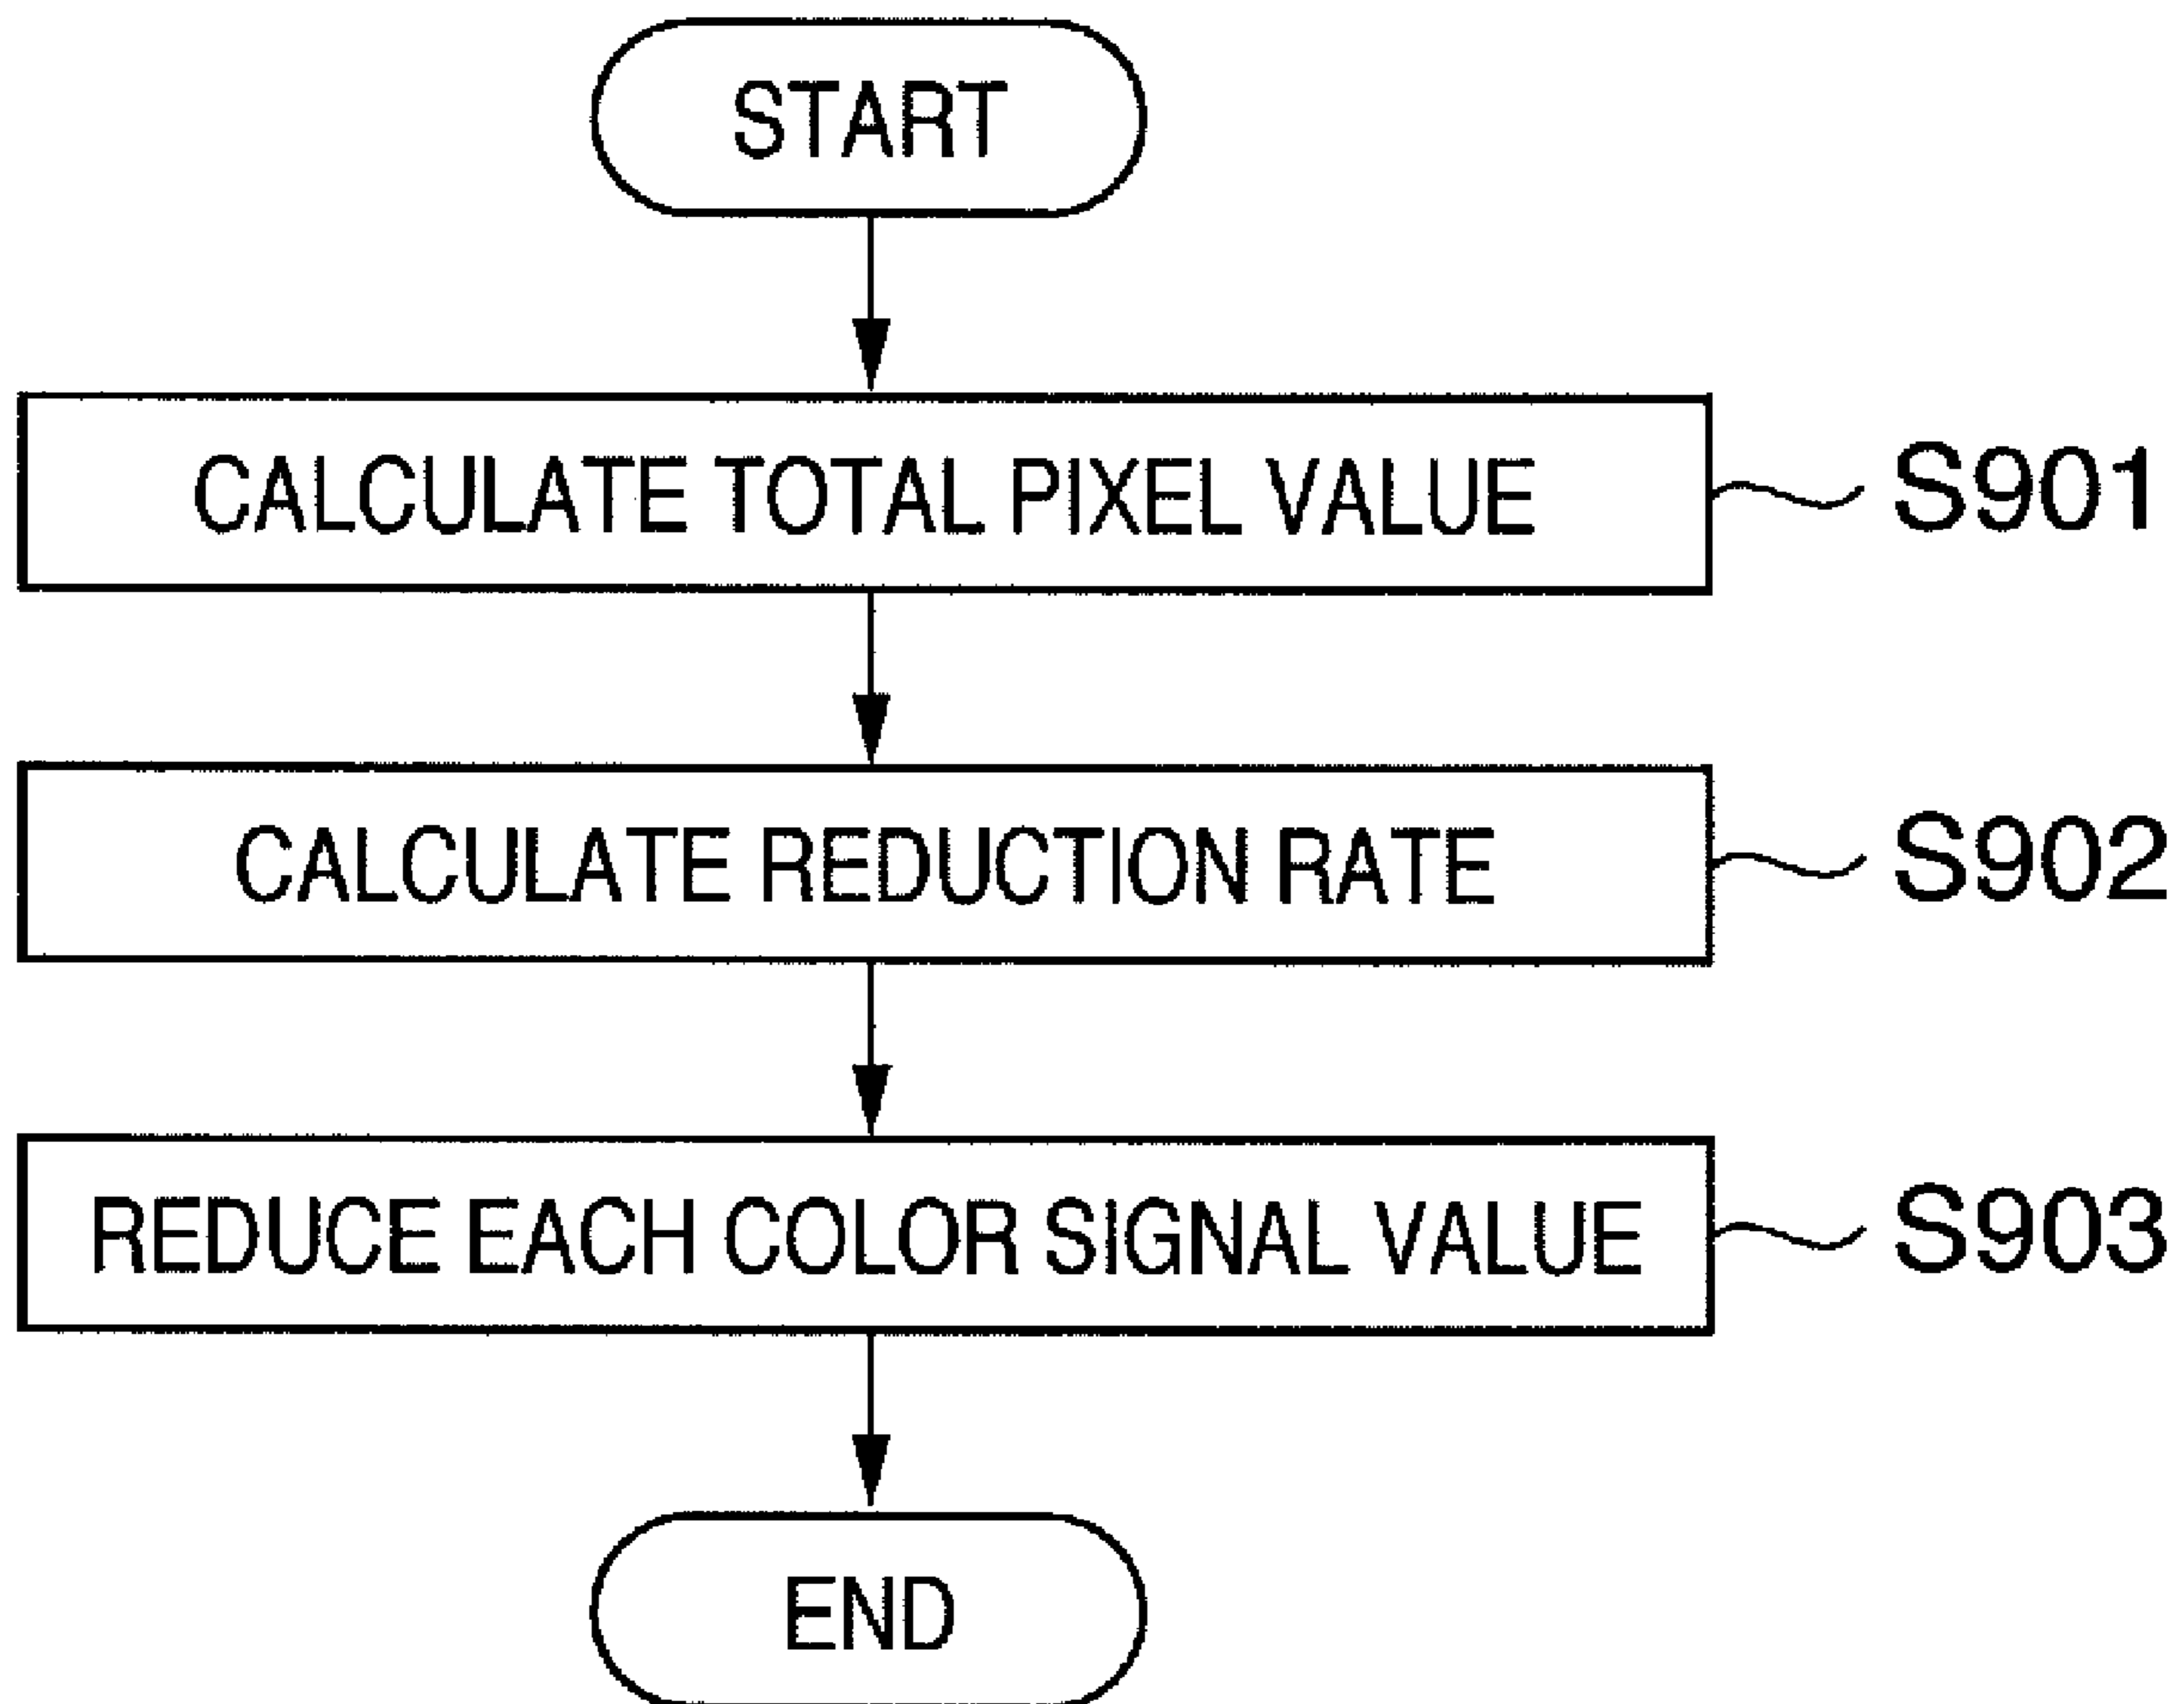 START
CALCULATE TOTAL PIXEL VALUE S901
CALCULATE REDUCTION RATE S902
REDUCE EACH COLOR SIGNAL VALUE S903
END